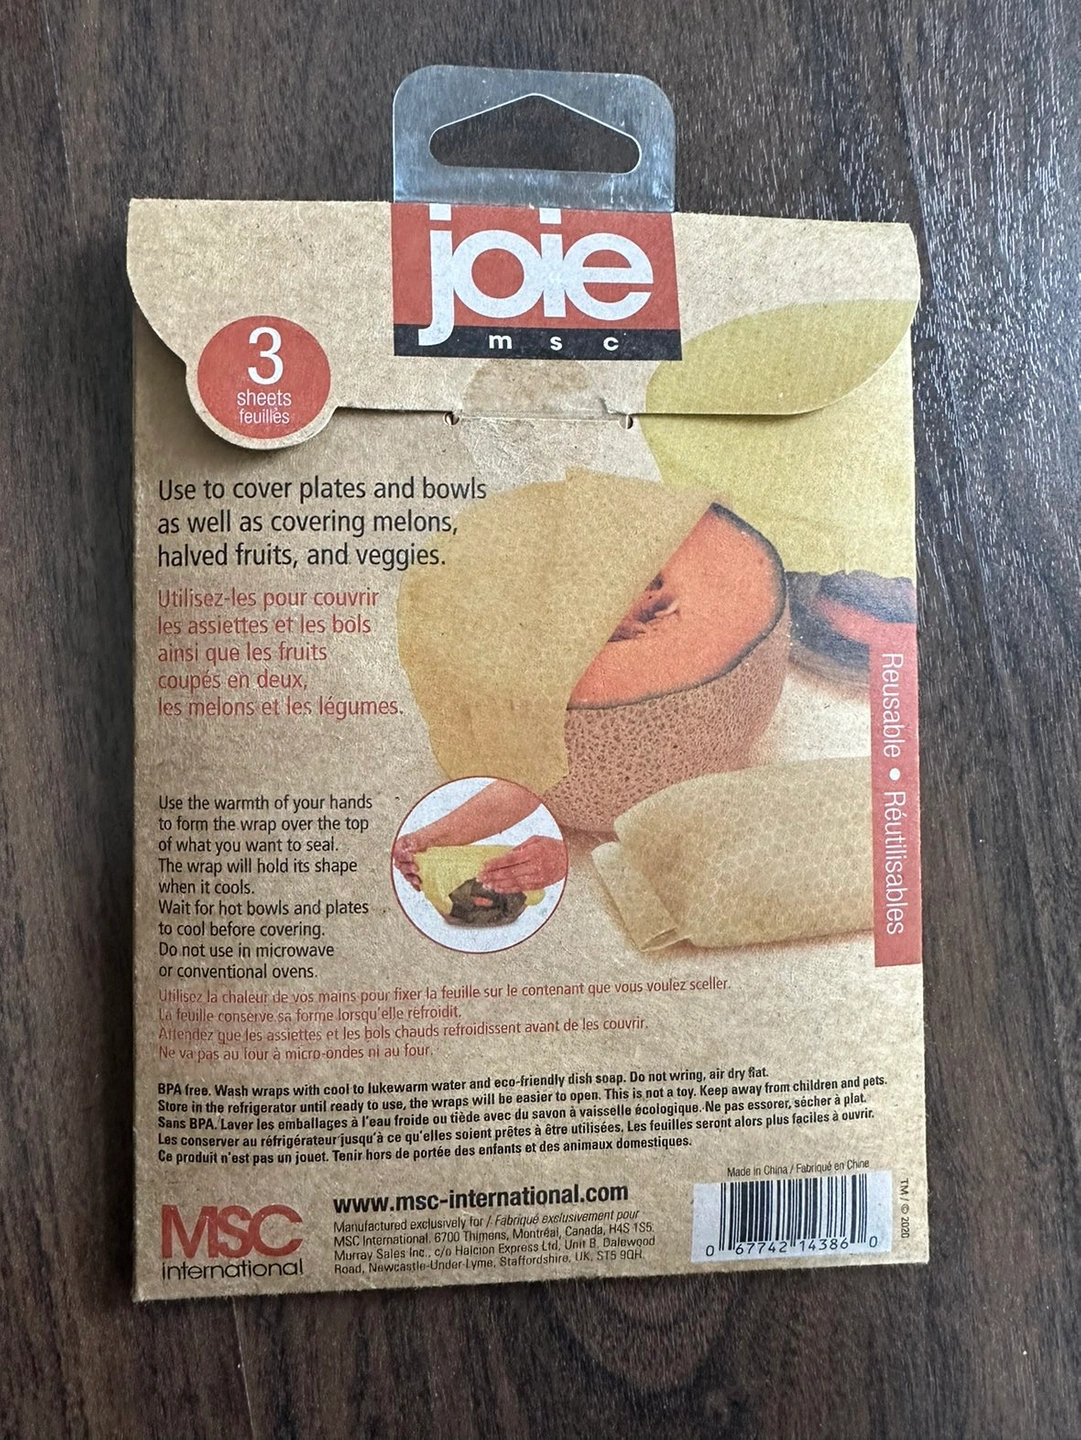 joie
msc
3
sheets
feuilles
Use to cover plates and bowls
as well as covering melons,
halved fruits, and veggies.
Utilisez-les pour couvrir
les assiettes et les bols
ainsi que les fruits
coupés en deux,
les melons et les légumes.
Reusable • Réutilisables
Use the warmth of your hands
to form the wrap over the top
of what you want to seal.
The wrap will hold its shape
when it cools.
Wait for hot bowls and plates
to cool before covering.
Do not use in microwave
or conventional ovens.
Utilisez la chaleur de vos mains pour fixer la feuille sur le contenant que vous voulez sceller.
La feuille conserve sa forme lorsqu'elle refroidit.
Attendez que les assiettes et les bols chauds refroidissent avant de les couvrir.
Ne va pas au four à micro-ondes ni au four.
BPA free. Wash wraps with cool to lukewarm water and eco-friendly dish soap. Do not wring, air dry flat.
Store in the refrigerator until ready to use, the wraps will be easier to open. This is not a toy. Keep away from children and pets.
Sans BPA. Laver les emballages à l'eau froide ou tiède avec du savon à vaisselle écologique. Ne pas essorer, sécher à plat.
Les conserver au réfrigérateur jusqu'à ce qu'elles soient prêtes à être utilisées, Les feuilles seront alors plus faciles à ouvrir.
Ce produit n'est pas un jouet. Tenir hors de portée des enfants et des animaux domestiques.
MSC
international
www.msc-international.com
Manufactured exclusively for / Fabriqué exclusivement pour
MSC International, 6700 Thimens, Montréal, Canada, H4S 1S5.
Murray Sales Inc., c/o Halcion Express Ltd, Unit B, Dalewood
Road, Newcastle-Under-Lyme, Staffordshire, UK, ST5 9QH.
Made in China / Fabriqué en Chine
0 67742 14386 0
TM / © 2020